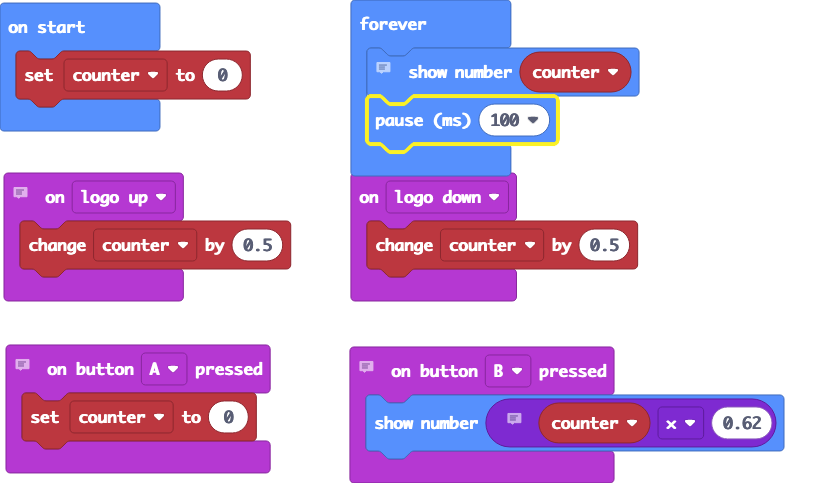 on start
set counter to 0
forever
show number counter
pause (ms) 100
on logo up
change counter by 0.5
on logo down
change counter by 0.5
on button A pressed
set counter to 0
on button B pressed
show number counter x 0.62